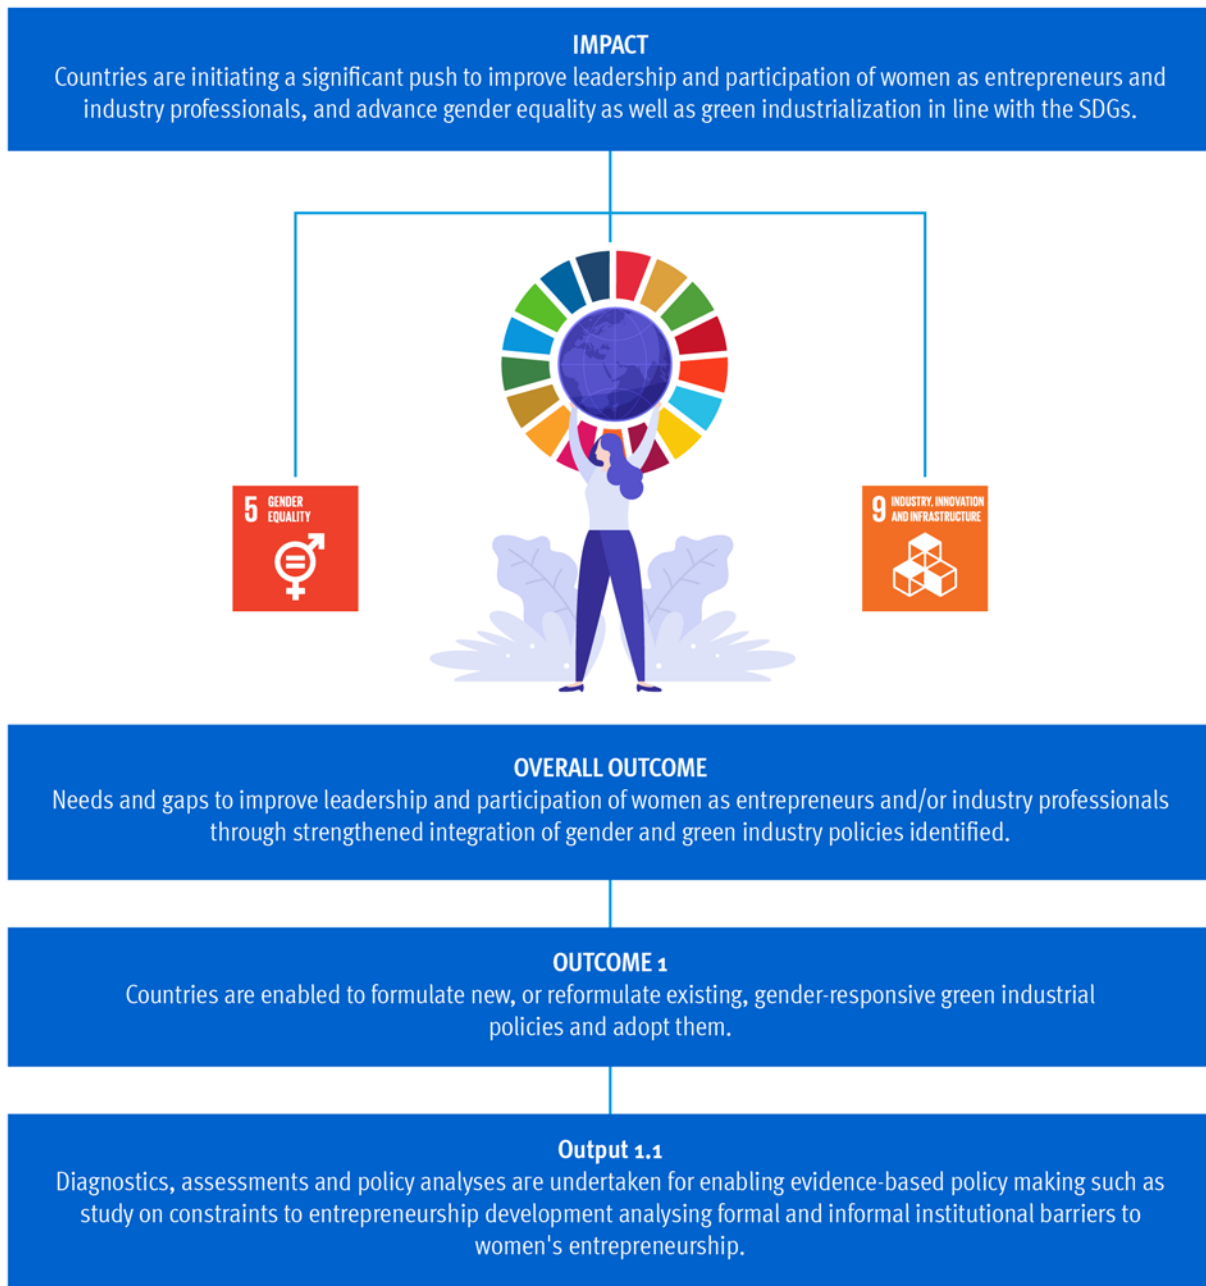 IMPACT
Countries are initiating a significant push to improve leadership and participation of women as entrepreneurs and
industry professionals, and advance gender equality as well as green industrialization in line with the SDGs.
5 GENDER
EQUALITY
9 INDUSTRY, INNOVATION
AND INFRASTRUCTURE
OVERALL OUTCOME
Needs and gaps to improve leadership and participation of women as entrepreneurs and/or industry professionals
through strengthened integration of gender and green industry policies identified.
OUTCOME 1
Countries are enabled to formulate new, or reformulate existing, gender-responsive green industrial
policies and adopt them.
Output 1.1
Diagnostics, assessments and policy analyses are undertaken for enabling evidence-based policy making such as
study on constraints to entrepreneurship development analysing formal and informal institutional barriers to
women's entrepreneurship.